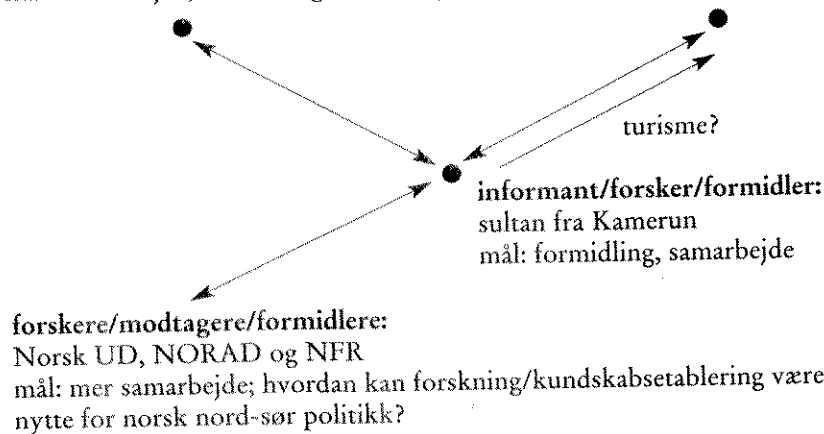 turisme?
informant/forsker/formidler:
sultan fra Kamerun
mål: formidling, samarbejde
forskere/modtagere/formidlere:
Norsk UD, NORAD og NFR
mål: mer samarbejde; hvordan kan forskning/kundskabsetablering være
nytte for norsk nord-sør politikk?